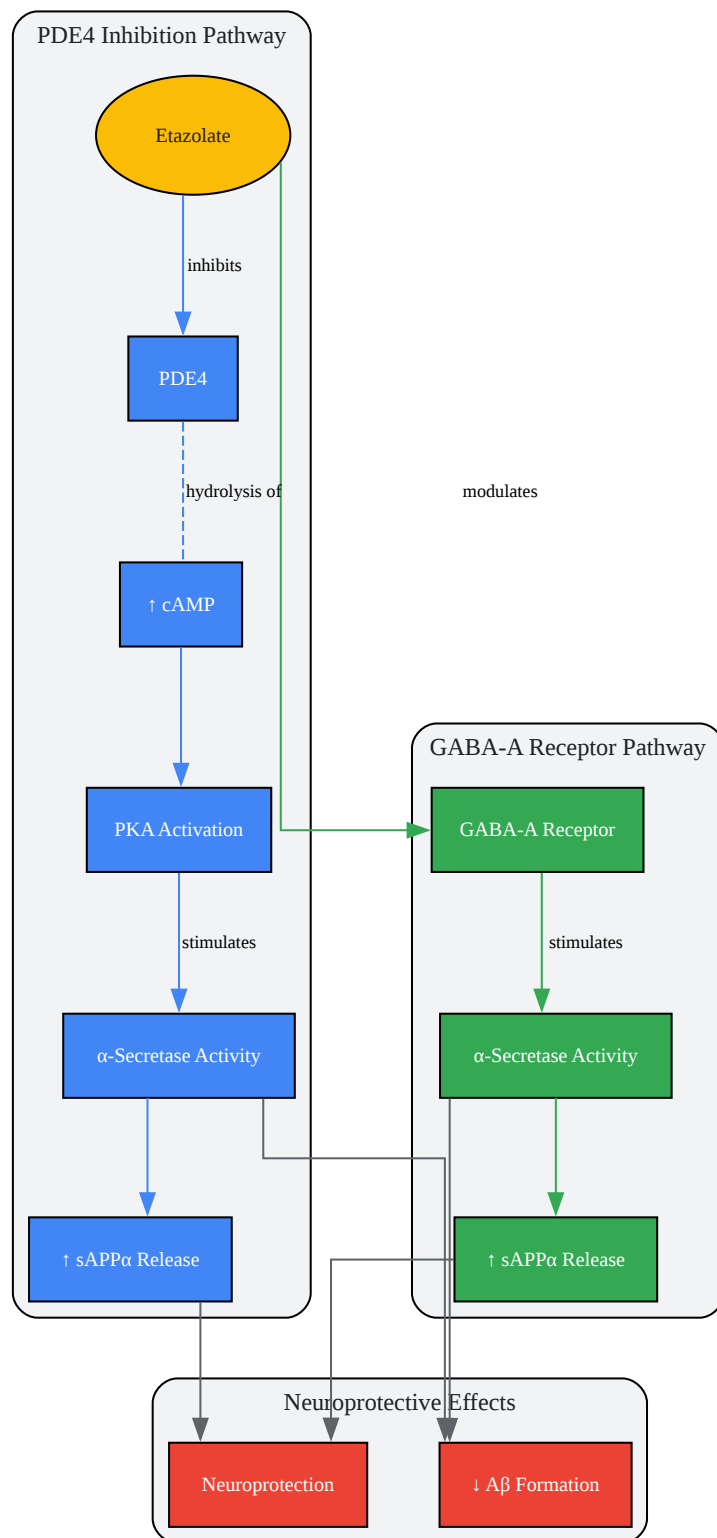 PDE4 Inhibition Pathway
Etazolate
inhibits
PDE4
hydrolysis of
modulates
↑ cAMP
GABA-A Receptor Pathway
PKA Activation
GABA-A Receptor
stimulates
stimulates
α-Secretase Activity
α-Secretase Activity
↑ sAPPα Release
↑ sAPPα Release
Neuroprotective Effects
Neuroprotection
↓ Aβ Formation